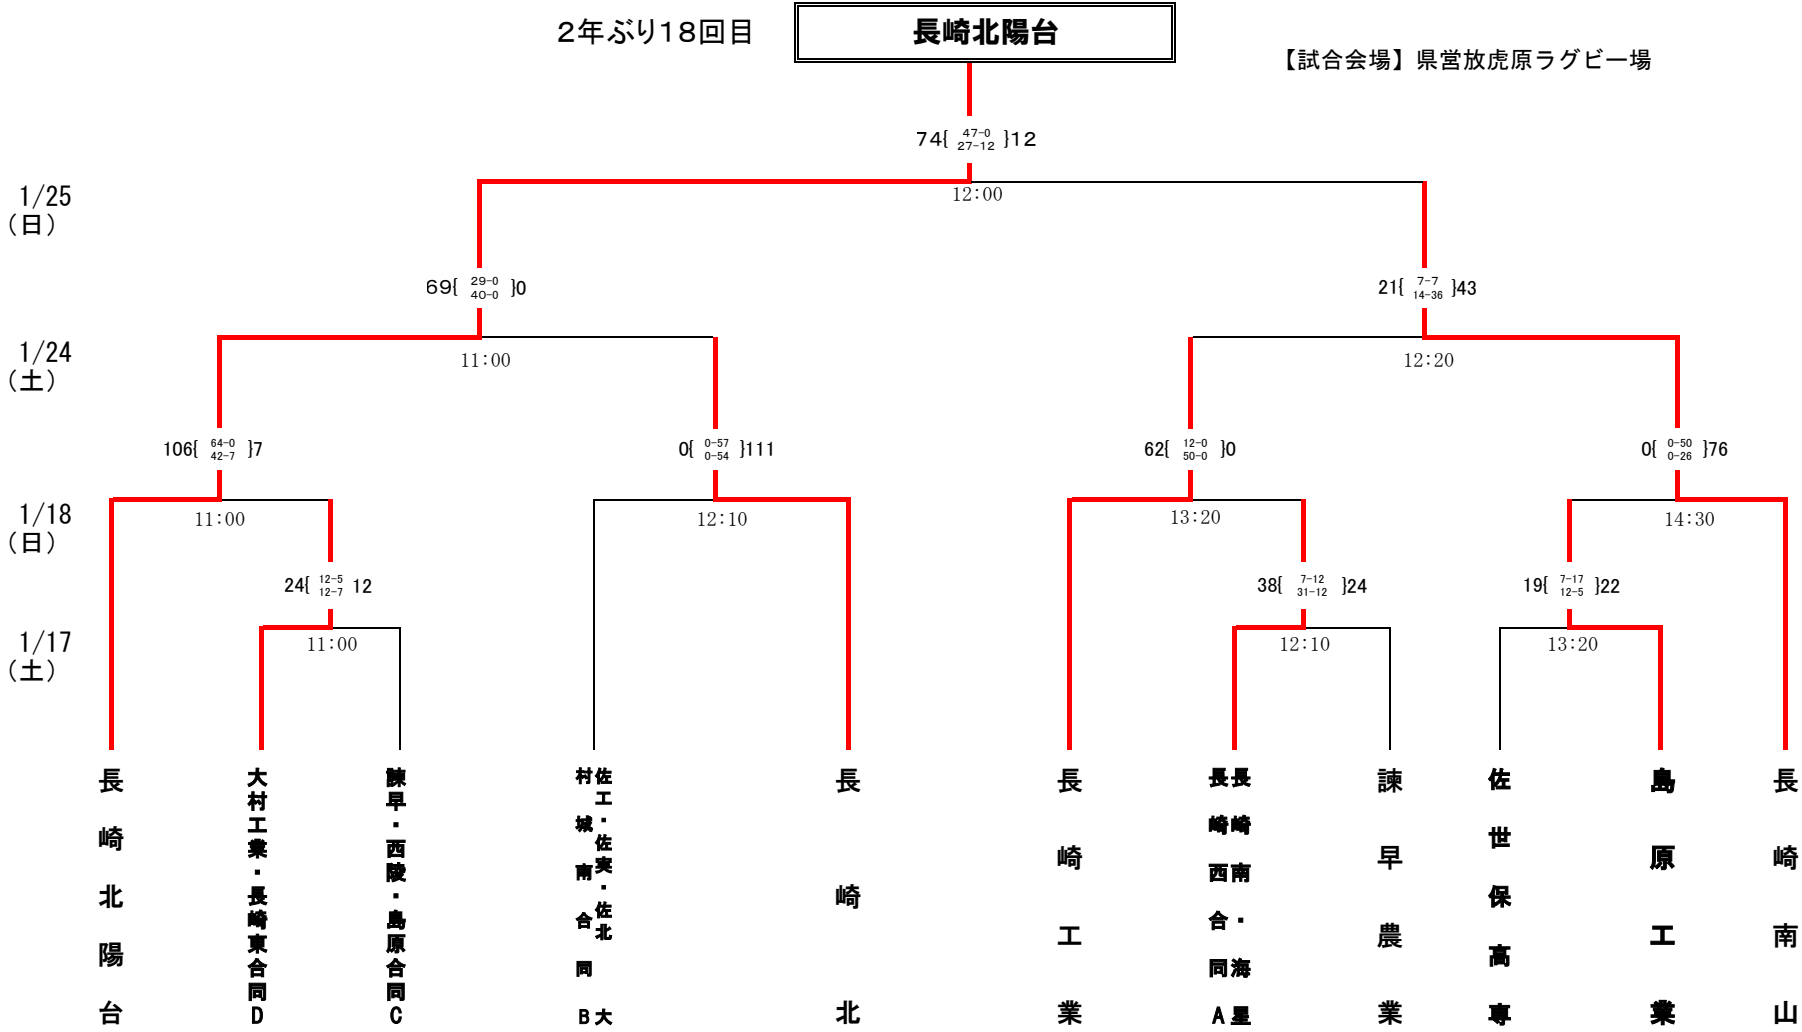 2年ぶり18回目
長崎北陽台
【試合会場】県営放虎原ラグビー場
74{ 47-0 }12
27-12
12:00
1/25
(日)
69{ 29-0 }0
40-0
21{ 7-7 }43
14-36
11:00
12:20
1/24
(土)
106{ 64-0 }7
42-7
0{ 0-57 }111
0-54
62{ 12-0 }0
50-0
0{ 0-50 }76
0-26
11:00
12:10
13:20
14:30
1/18
(日)
24{ 12-5 12
12-7
38{ 7-12 }24
31-12
19{ 7-17 }22
12-5
11:00
12:10
13:20
1/17
(土)
長崎北陽台
大村工業・長崎東合同D
諫早・西陵・島原合同C
佐工・佐実・佐北 大
村城南合同B
長崎北
長崎工業
長崎南・海星
長崎西合同A
諫早農業
佐世保高専
島原工業
長崎南山